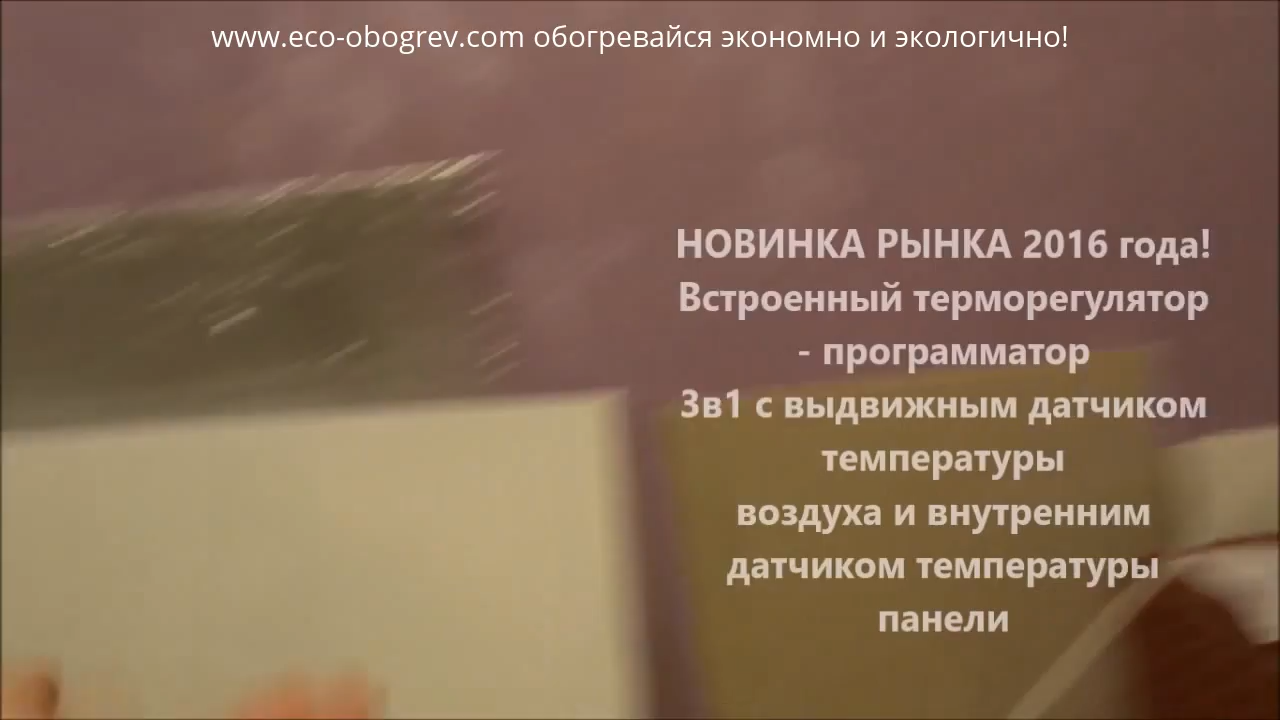 www.eco-obogrev.com обогревайся экономно и экологично!
НОВИНКА РЫНКА 2016 года!
Встроенный терморегулятор
- программатор
3в1 с выдвижным датчиком
температуры
воздуха и внутренним
датчиком температуры
панели